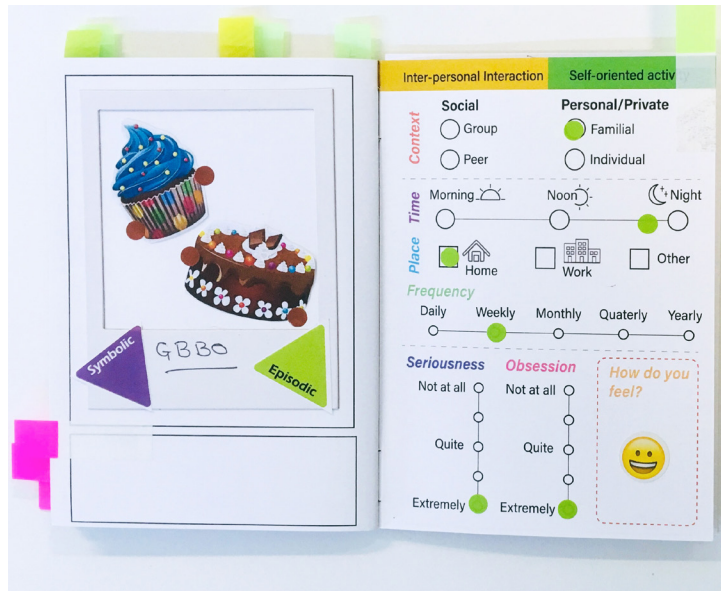 Symbolic
GBBO
Episodic
Inter-personal Interaction
Self-oriented activ
Context
Social
Group
Peer
Personal/Private
Familial
Individual
Time
Morning
Noon
Night
Place
Home
Work
Other
Frequency
Daily
Weekly
Monthly
Quaterly
Yearly
Seriousness
Not at all
Quite
Extremely
Obsession
Not at all
Quite
Extremely
How do you
feel?